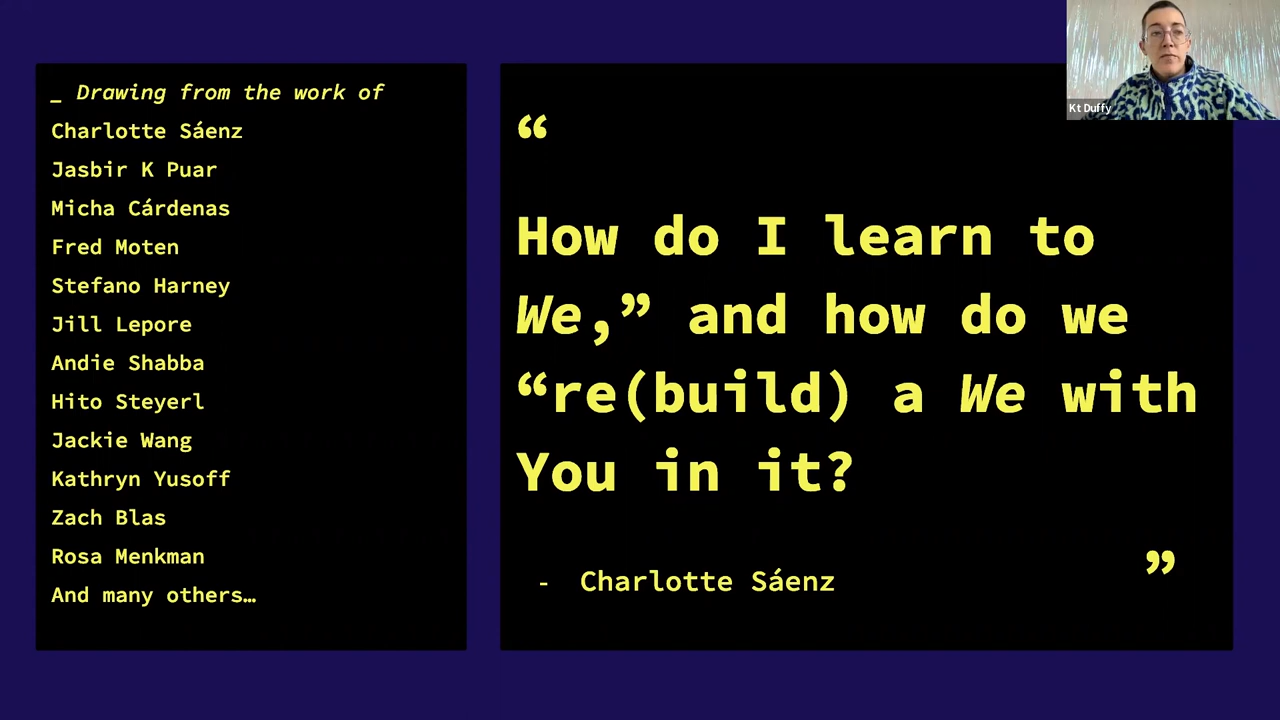 _ Drawing from the work of
Charlotte Sáenz
Jasbir K Puar
Micha Cárdenas
Fred Moten
Stefano Harney
Jill Lepore
Andie Shabba
Hito Steyerl
Jackie Wang
Kathryn Yusoff
Zach Blas
Rosa Menkman
And many others…
“
How do I learn to
We,” and how do we
“re(build) a We with
You in it?
”
- Charlotte Sáenz
Kt Duffy